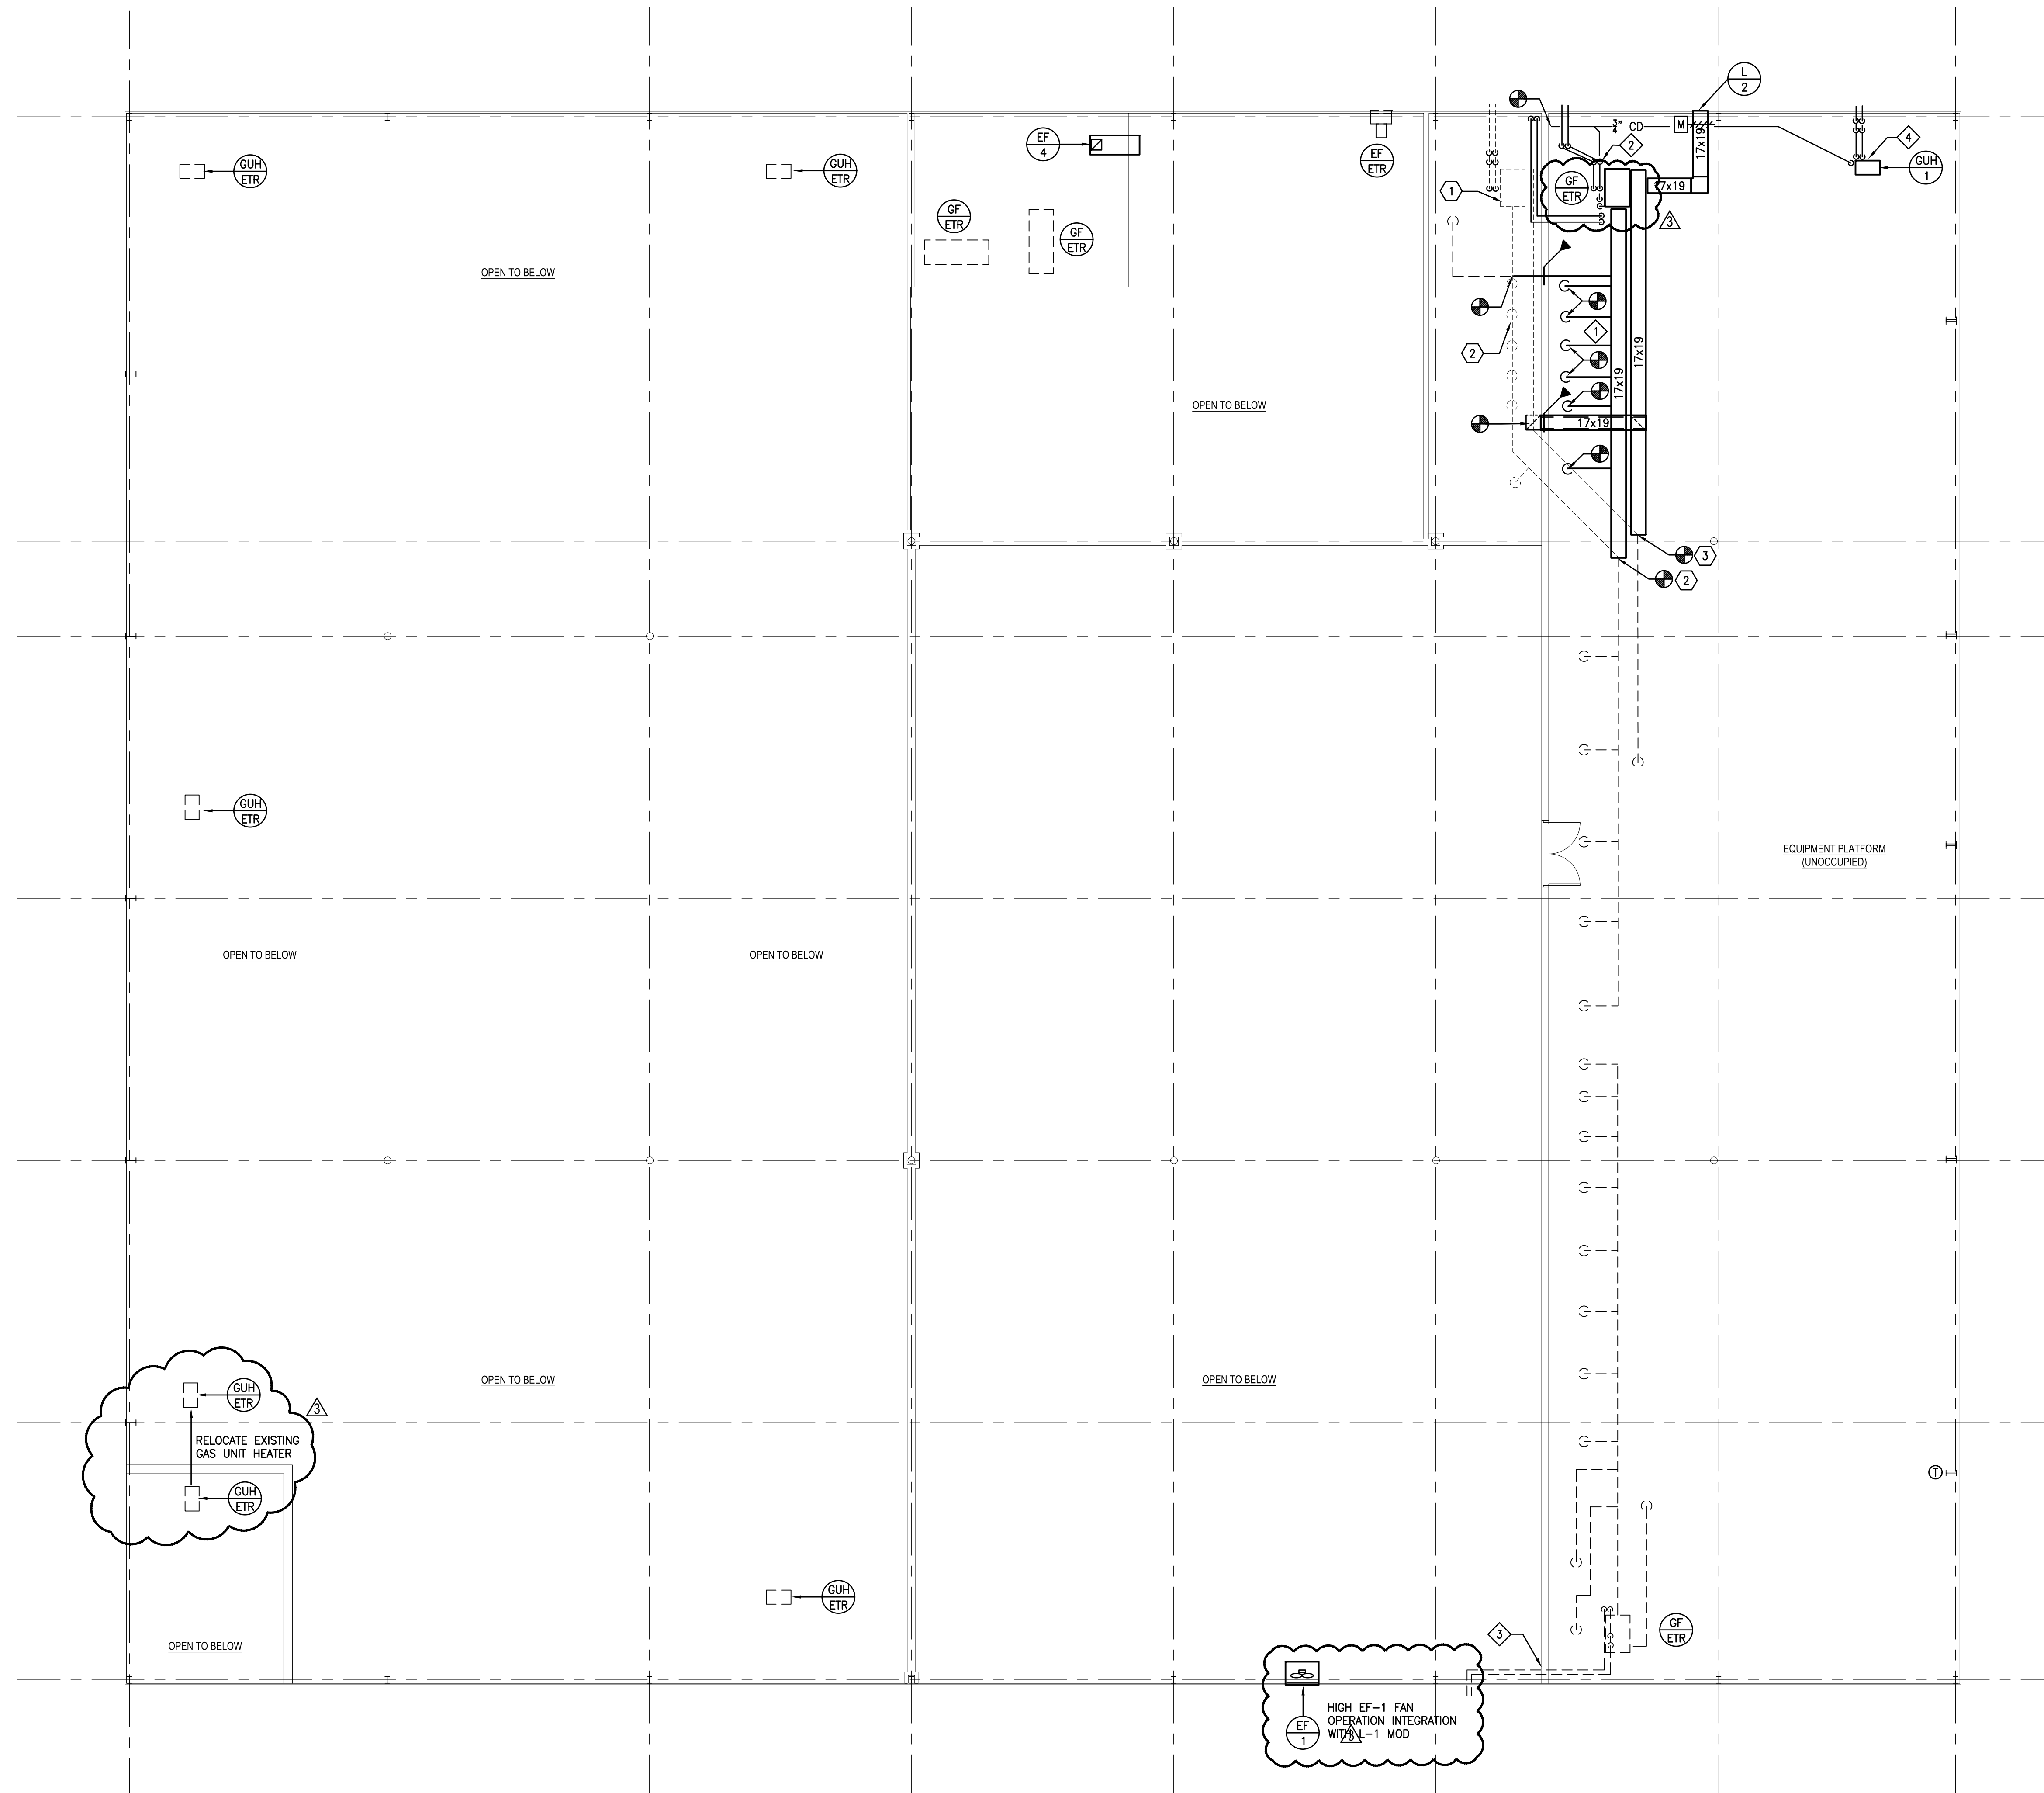 L
2
3/4" CD
M
17x19
EF
4
GUH
ETR
GUH
ETR
EF
ETR
2
4
GUH
1
GF
ETR
17x19
1
GF
ETR
GF
ETR
3
OPEN TO BELOW
1
2
17x19
17x19
OPEN TO BELOW
17x19
3
2
GUH
ETR
EQUIPMENT PLATFORM
(UNOCCUPIED)
OPEN TO BELOW
OPEN TO BELOW
OPEN TO BELOW
OPEN TO BELOW
GUH
ETR
3
RELOCATE EXISTING
GAS UNIT HEATER
T
GUH
ETR
GUH
ETR
GF
ETR
3
OPEN TO BELOW
HIGH EF-1 FAN
OPERATION INTEGRATION
WITH L-1 MOD
3
EF
1